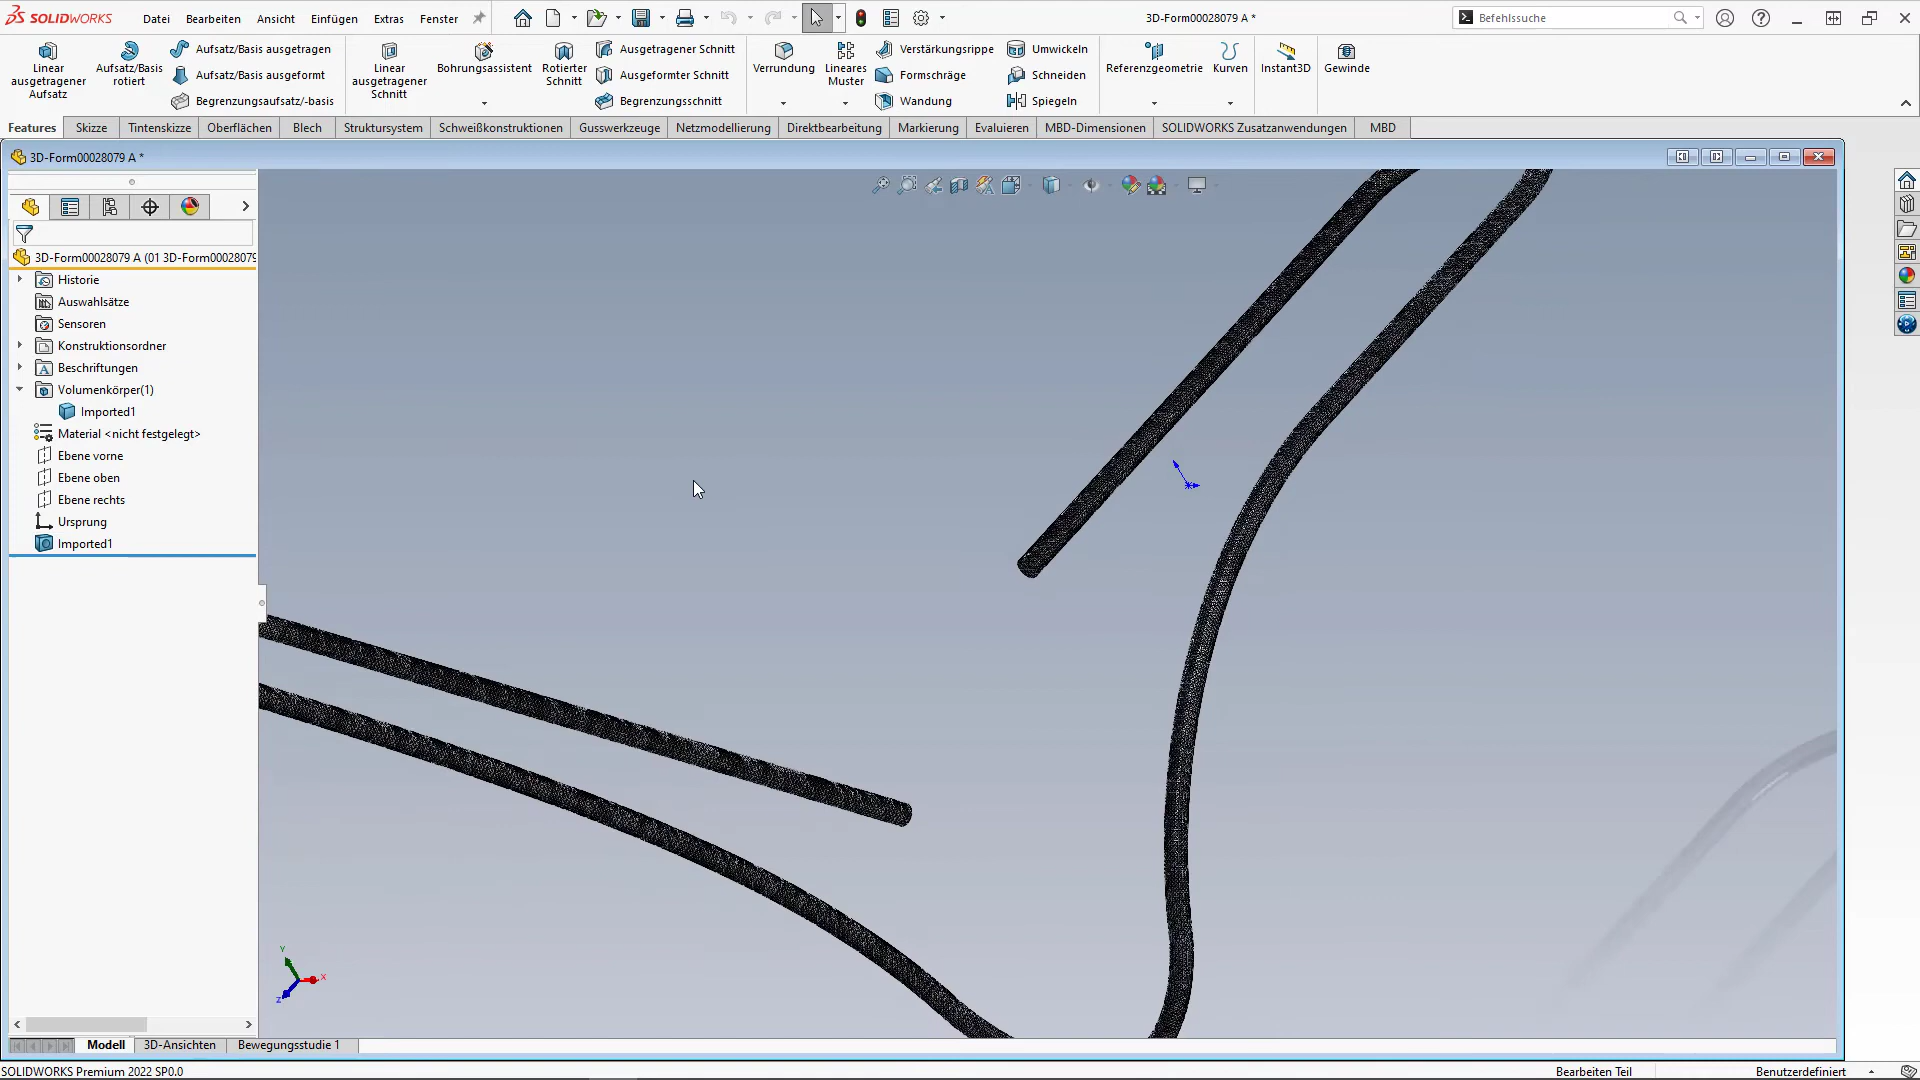 SOLIDWORKS Datei Bearbeiten Ansicht Einfügen Extras Fenster 3D-Form00028079 A * Befehlssuche
Linear ausgetragener Aufsatz
Aufsatz/Basis rotiert
Aufsatz/Basis ausgetragen
Aufsatz/Basis ausgeformt
Begrenzungsaufsatz/-basis
Linear ausgetragener Schnitt
Bohrungsassistent
Rotierter Schnitt
Ausgetragener Schnitt
Ausgeformter Schnitt
Begrenzungsschnitt
Verrundung
Lineares Muster
Verstärkungsrippe
Formschräge
Wandung
Umwickeln
Schneiden
Spiegeln
Referenzgeometrie
Kurven
Instant3D
Gewinde
Features Skizze Tintenskizze Oberflächen Blech Struktursystem Schweißkonstruktionen Gusswerkzeuge Netzmodellierung Direktbearbeitung Markierung Evaluieren MBD-Dimensionen SOLIDWORKS Zusatzanwendungen MBD
3D-Form00028079 A *
3D-Form00028079 A (01 3D-Form00028079
Historie
Auswahlsätze
Sensoren
Konstruktionsordner
Beschriftungen
Volumenkörper(1)
Imported1
Material <nicht festgelegt>
Ebene vorne
Ebene oben
Ebene rechts
Ursprung
Imported1
Y
X
Z
Modell 3D-Ansichten Bewegungsstudie 1
SOLIDWORKS Premium 2022 SP0.0 Bearbeiten Teil Benutzerdefiniert